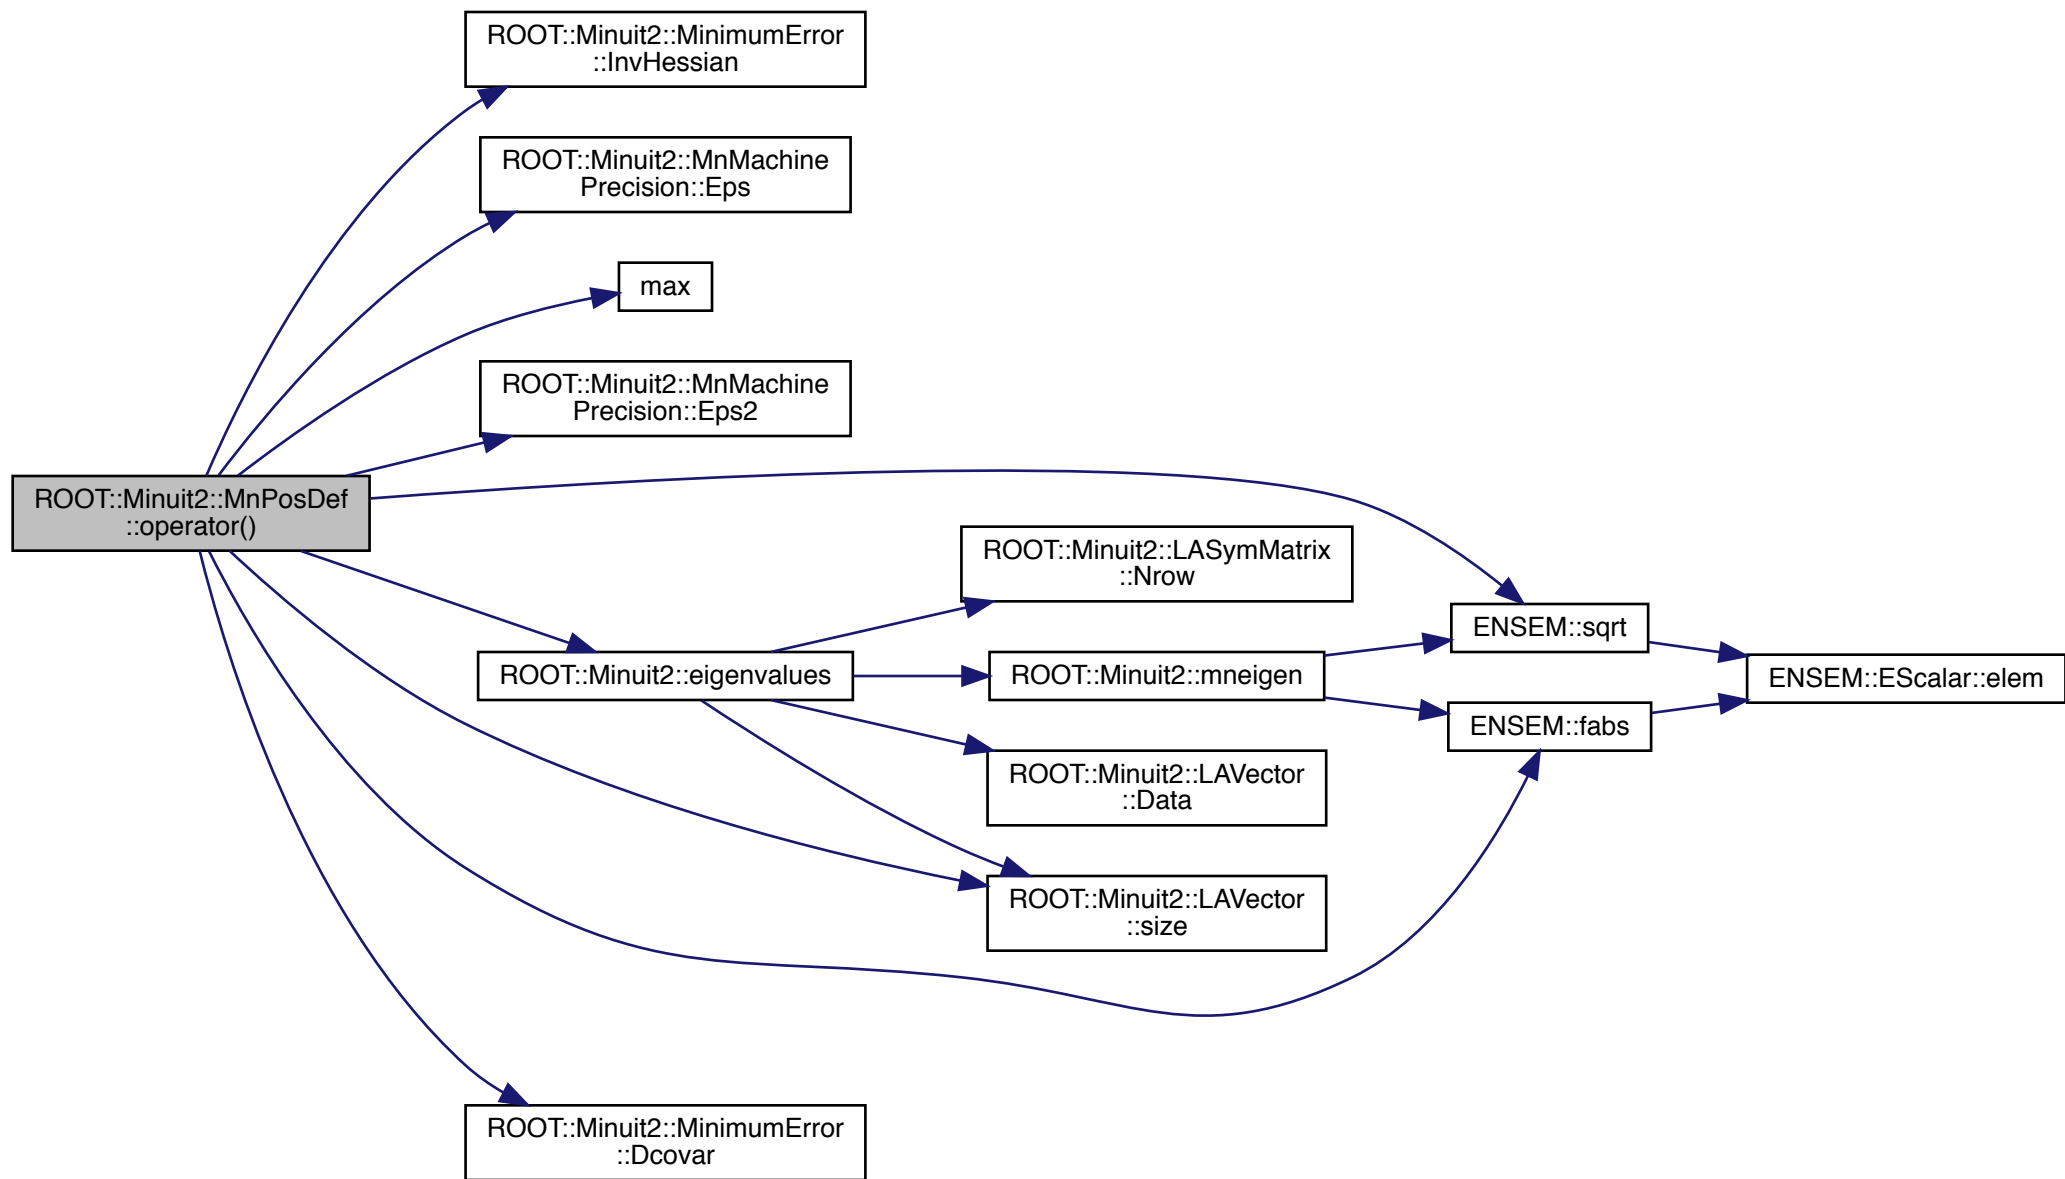 ROOT::Minuit2::MinimumError
::InvHessian
ROOT::Minuit2::MnMachine
Precision::Eps
max
ROOT::Minuit2::MnMachine
Precision::Eps2
ROOT::Minuit2::MnPosDef
::operator()
ROOT::Minuit2::LASymMatrix
::Nrow
ENSEM::sqrt
ROOT::Minuit2::eigenvalues
ROOT::Minuit2::mneigen
ENSEM::EScalar::elem
ENSEM::fabs
ROOT::Minuit2::LAVector
::Data
ROOT::Minuit2::LAVector
::size
ROOT::Minuit2::MinimumError
::Dcovar